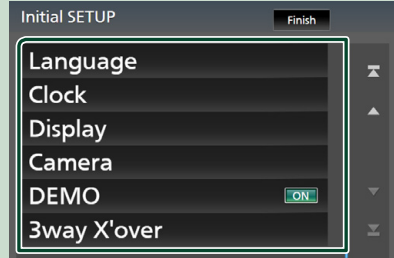 Initial SETUP
Finish
Language
Clock
Display
Camera
DEMO
ON
3way X'over